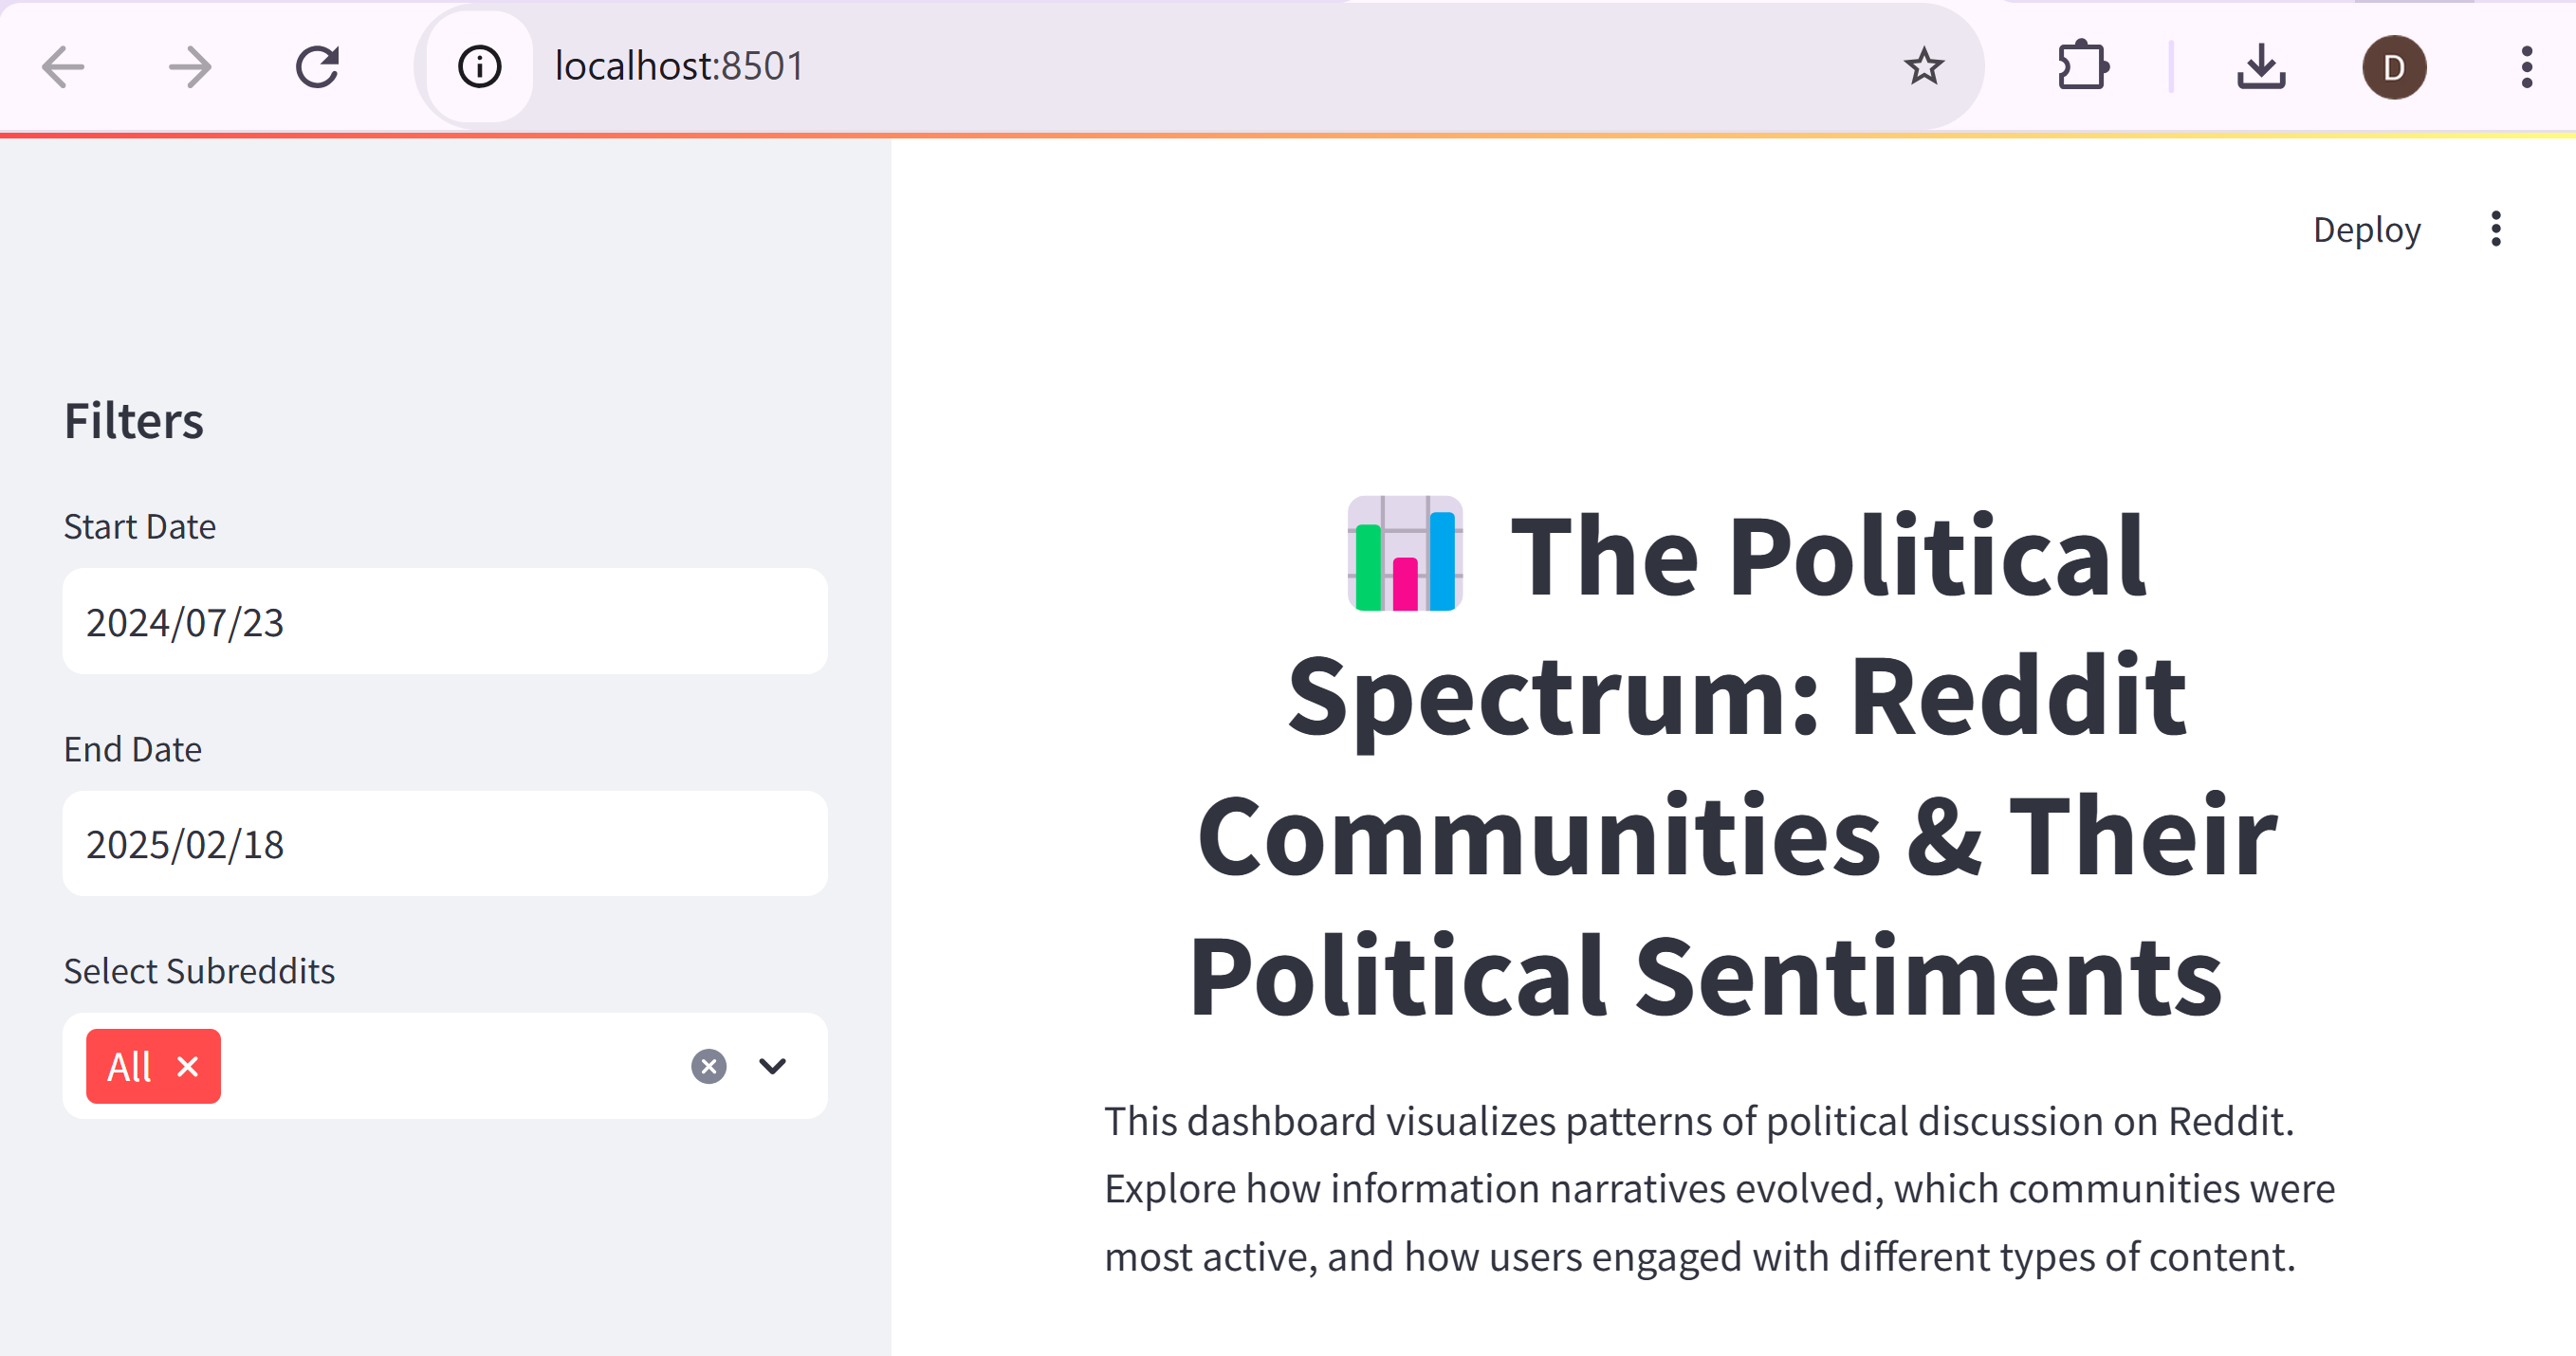 localhost:8501
D
Deploy
Filters
Start Date
2024/07/23
End Date
2025/02/18
Select Subreddits
All
The Political
Spectrum: Reddit
Communities & Their
Political Sentiments
This dashboard visualizes patterns of political discussion on Reddit.
Explore how information narratives evolved, which communities were
most active, and how users engaged with different types of content.